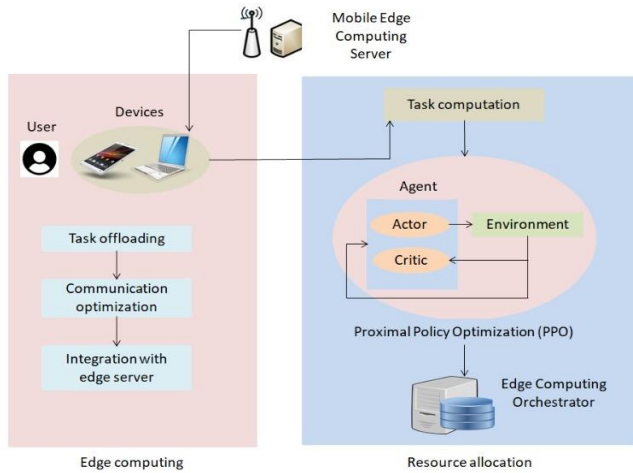 Mobile Edge
Computing
Server
Devices
User
Task offloading
Communication
optimization
Integration with
edge server
Edge computing
Task computation
Agent
Actor
Environment
Critic
Proximal Policy Optimization (PPO)
Edge Computing
Orchestrator
Resource allocation